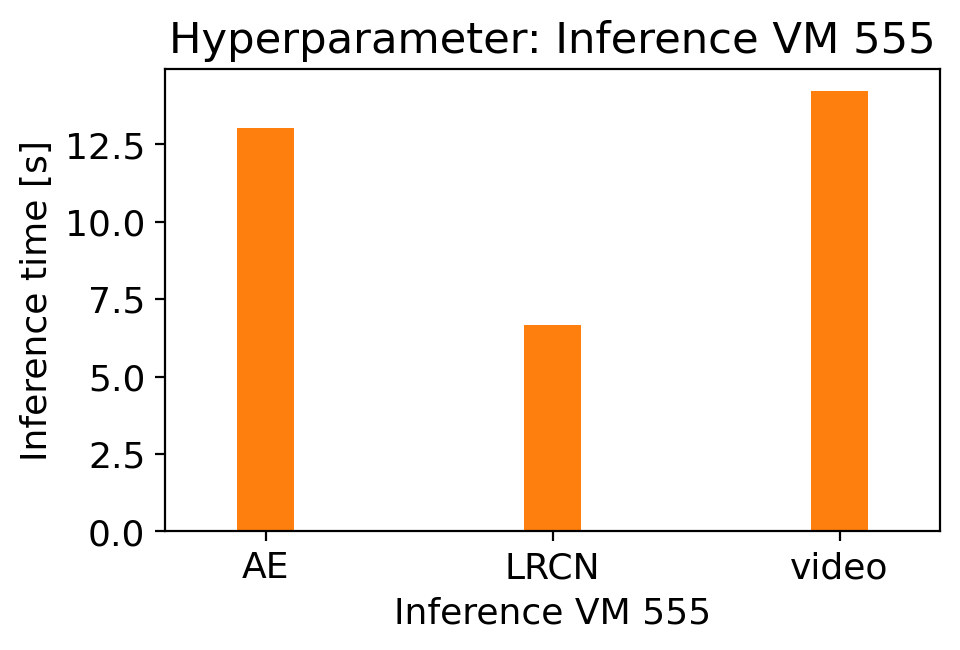 Hyperparameter: Inference VM 555
Inference time [s]
12.5
10.0
7.5
5.0
2.5
0.0
AE LRCN video
Inference VM 555